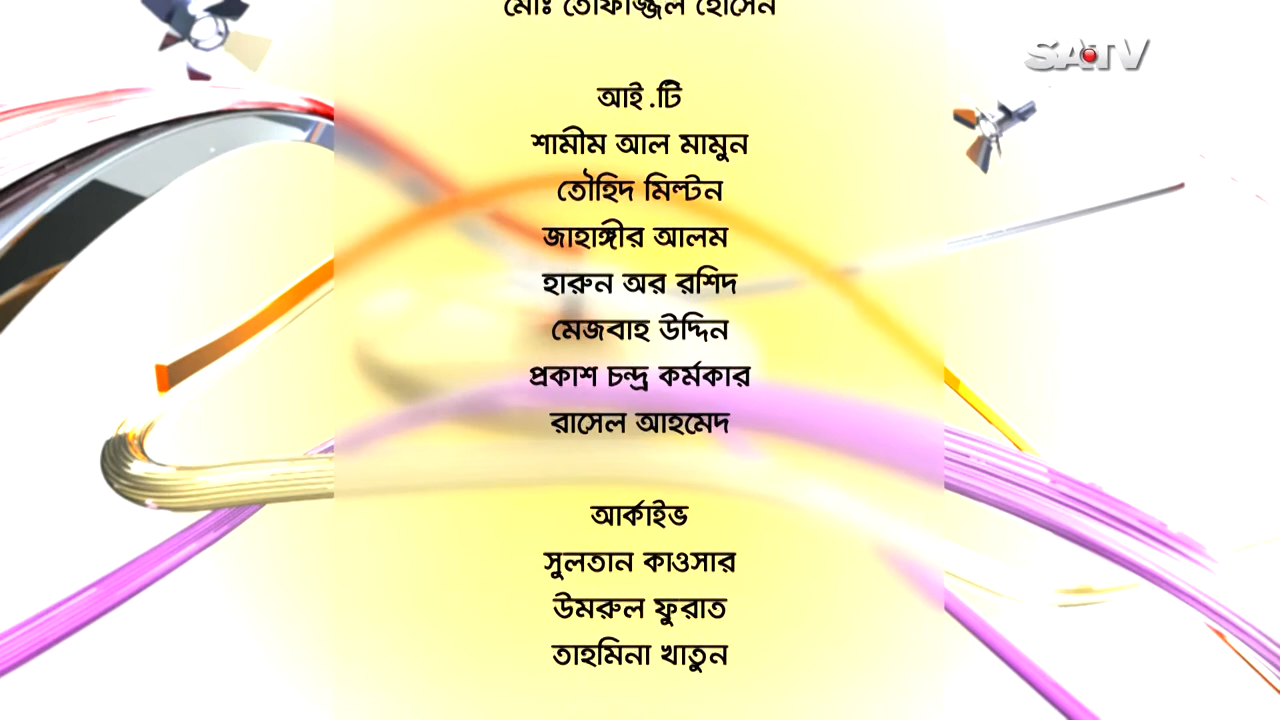 মোঃ তোফাজ্জল হোসেন
SATV
আই.টি
শামীম আল মামুন
তৌহিদ মিল্টন
জাহাঙ্গীর আলম
হারুন অর রশিদ
মেজবাহ উদ্দিন
প্রকাশ চন্দ্র কর্মকার
রাসেল আহমেদ
আর্কাইভ
সুলতান কাওসার
উমরুল ফুরাত
তাহমিনা খাতুন